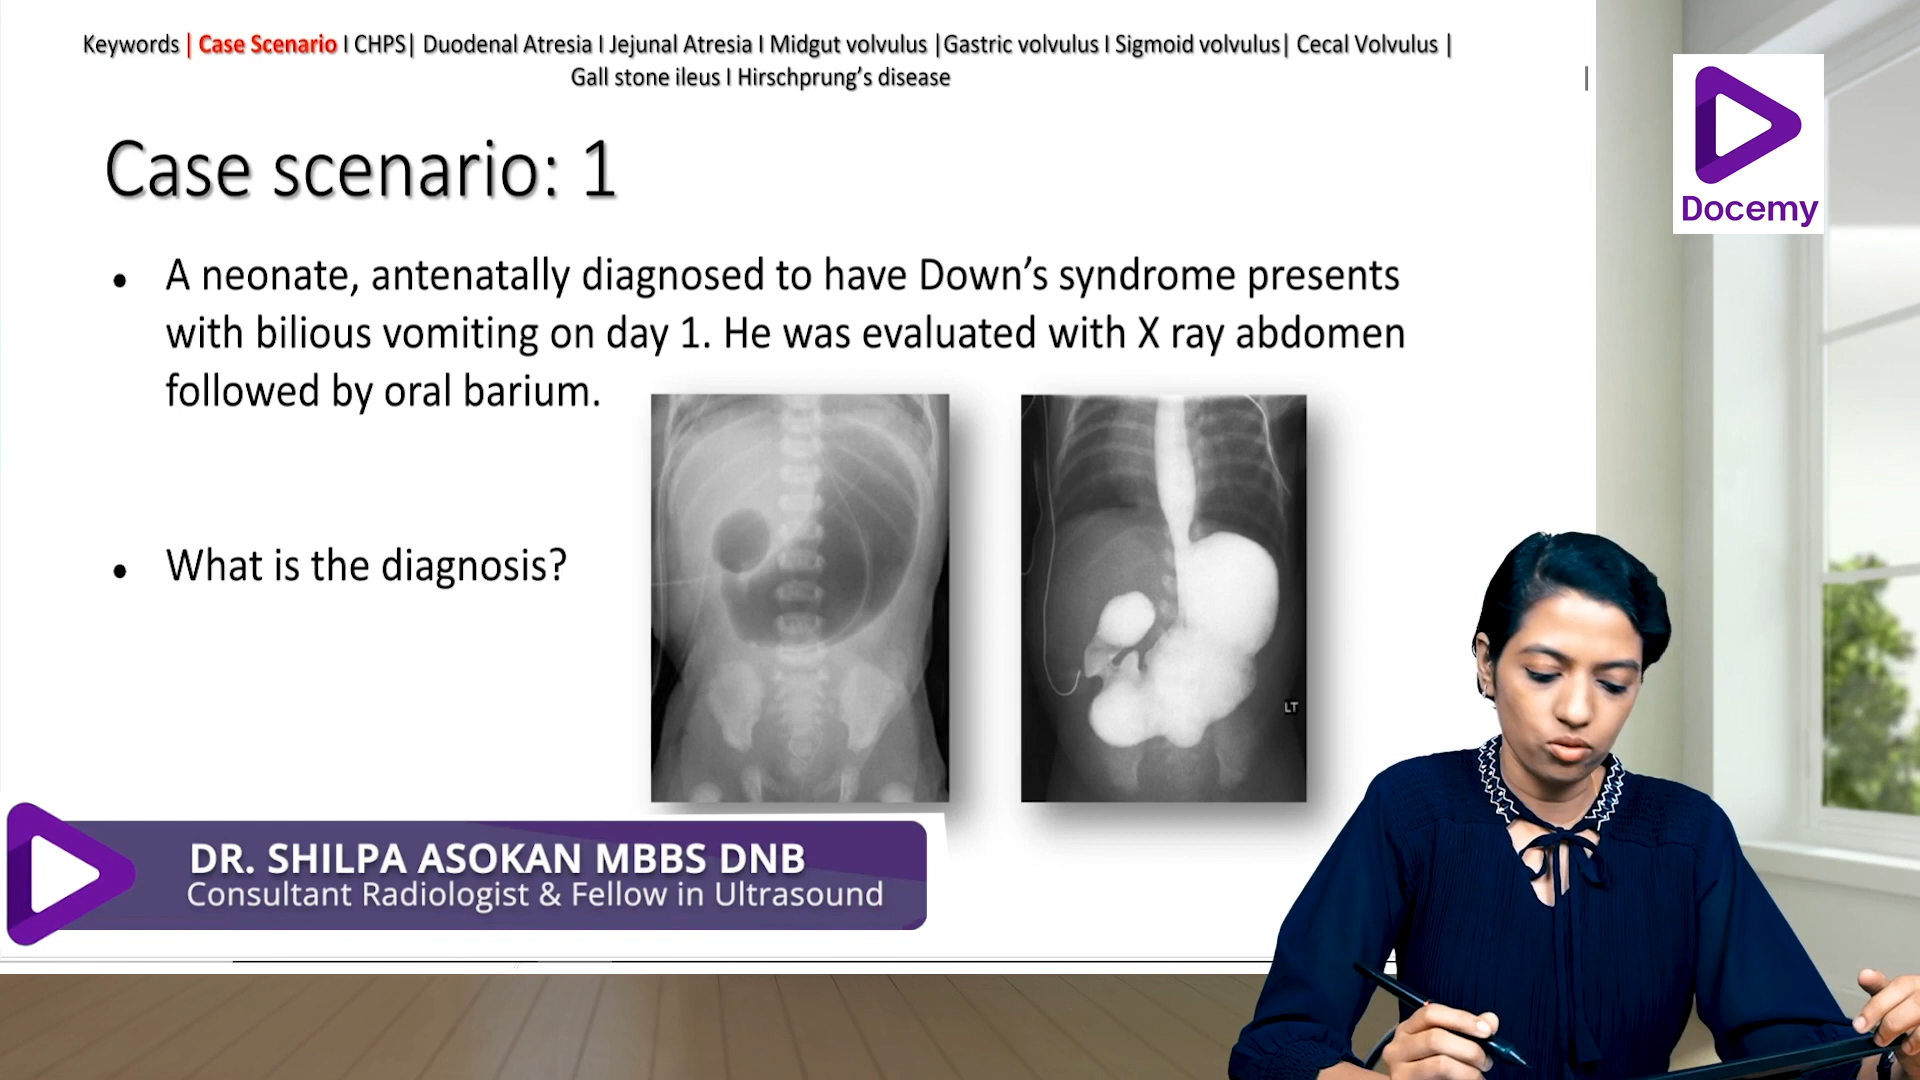 Keywords | Case Scenario I CHPS| Duodenal Atresia I Jejunal Atresia I Midgut volvulus |Gastric volvulus I Sigmoid volvulus| Cecal Volvulus |
Gall stone ileus I Hirschprung’s disease
Docemy
Case scenario: 1
• A neonate, antenatally diagnosed to have Down’s syndrome presents
with bilious vomiting on day 1. He was evaluated with X ray abdomen
followed by oral barium.
• What is the diagnosis?
LT
DR. SHILPA ASOKAN MBBS DNB
Consultant Radiologist & Fellow in Ultrasound